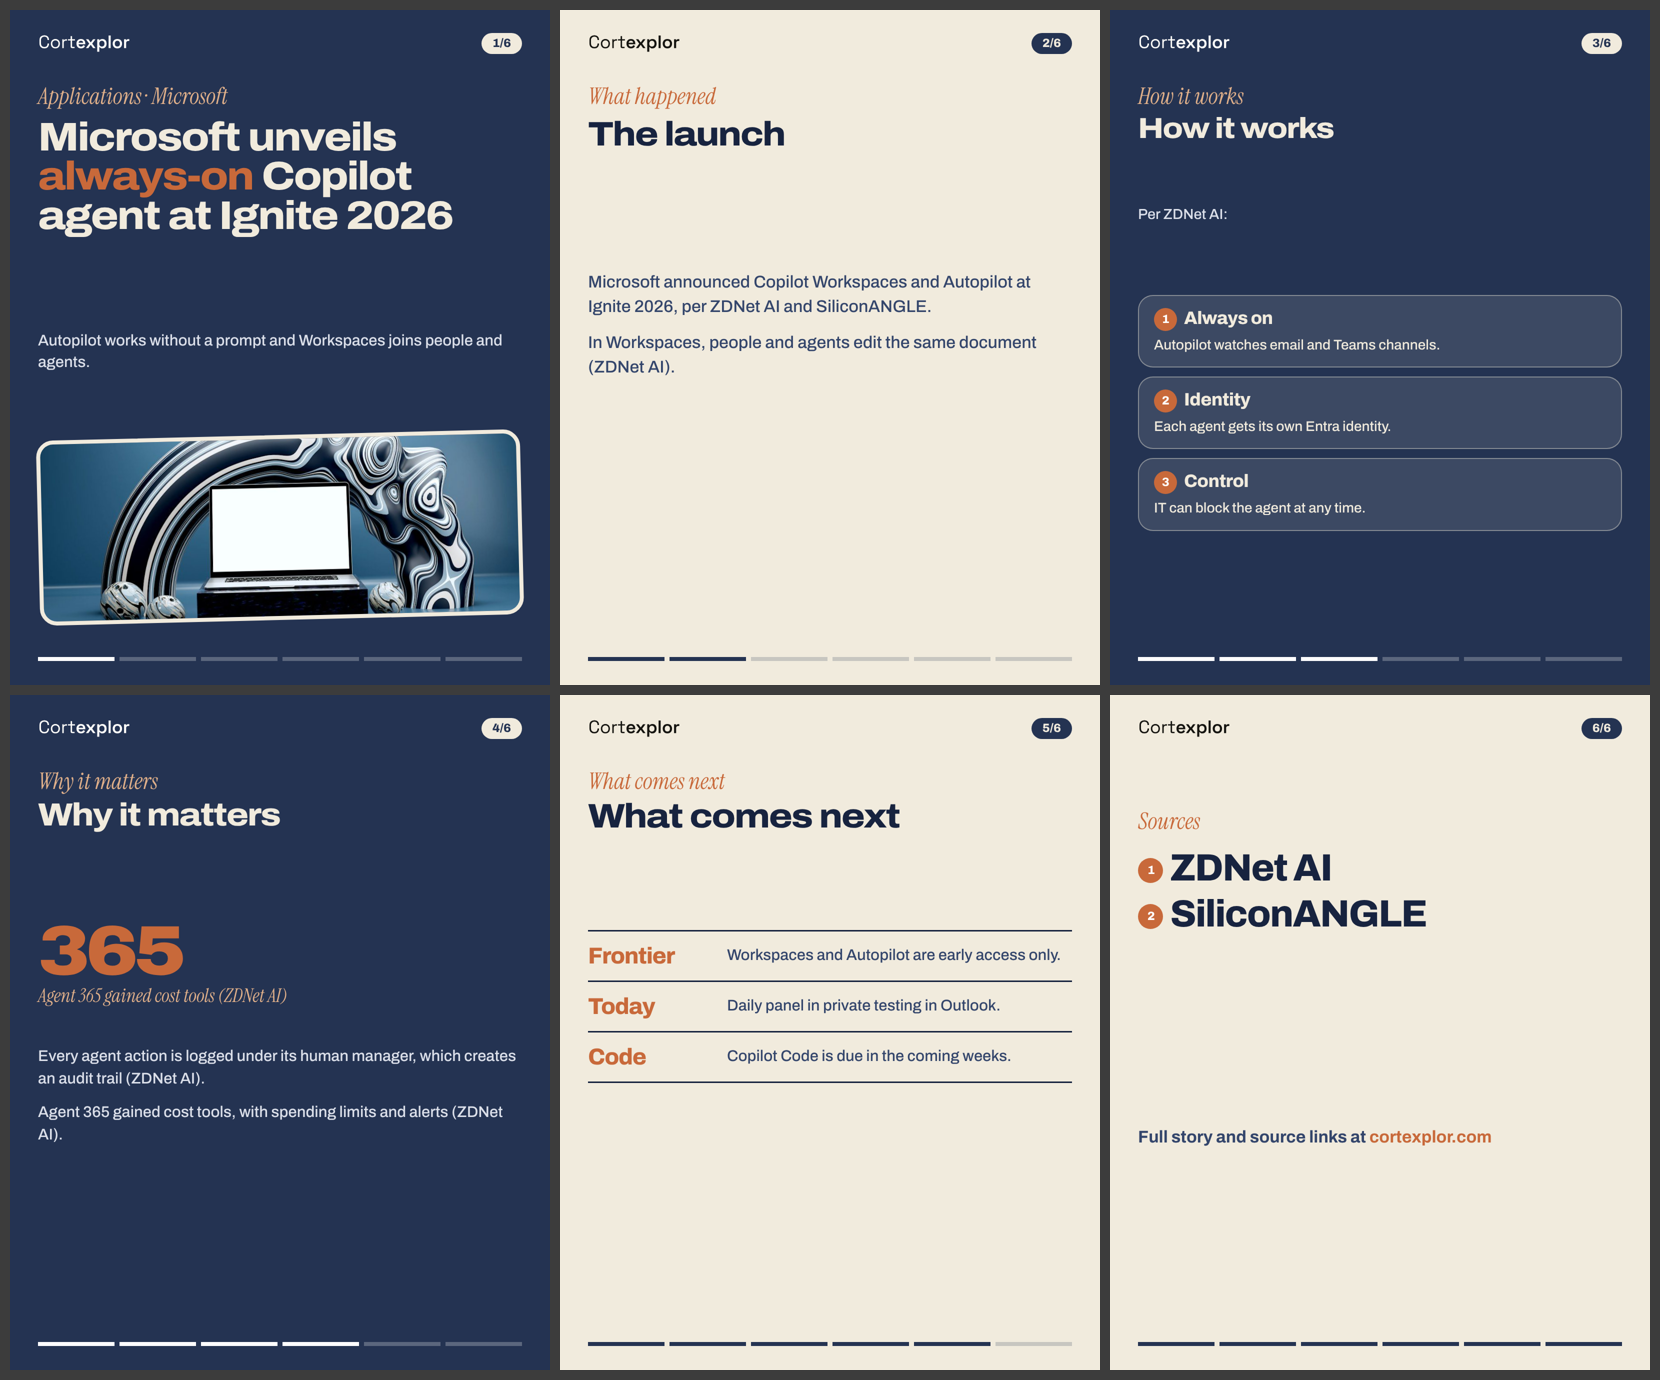 Cortexplor
1/6
Applications · Microsoft
Microsoft unveils
always-on Copilot
agent at Ignite 2026
Autopilot works without a prompt and Workspaces joins people and
agents.
Cortexplor
2/6
What happened
The launch
Microsoft announced Copilot Workspaces and Autopilot at
Ignite 2026, per ZDNet AI and SiliconANGLE.
In Workspaces, people and agents edit the same document
(ZDNet AI).
Cortexplor
3/6
How it works
How it works
Per ZDNet AI:
1 Always on
Autopilot watches email and Teams channels.
2 Identity
Each agent gets its own Entra identity.
3 Control
IT can block the agent at any time.
Cortexplor
4/6
Why it matters
Why it matters
365
Agent 365 gained cost tools (ZDNet AI)
Every agent action is logged under its human manager, which creates
an audit trail (ZDNet AI).
Agent 365 gained cost tools, with spending limits and alerts (ZDNet
AI).
Cortexplor
5/6
What comes next
What comes next
Frontier Workspaces and Autopilot are early access only.
Today Daily panel in private testing in Outlook.
Code Copilot Code is due in the coming weeks.
Cortexplor
6/6
Sources
1 ZDNet AI
2 SiliconANGLE
Full story and source links at cortexplor.com